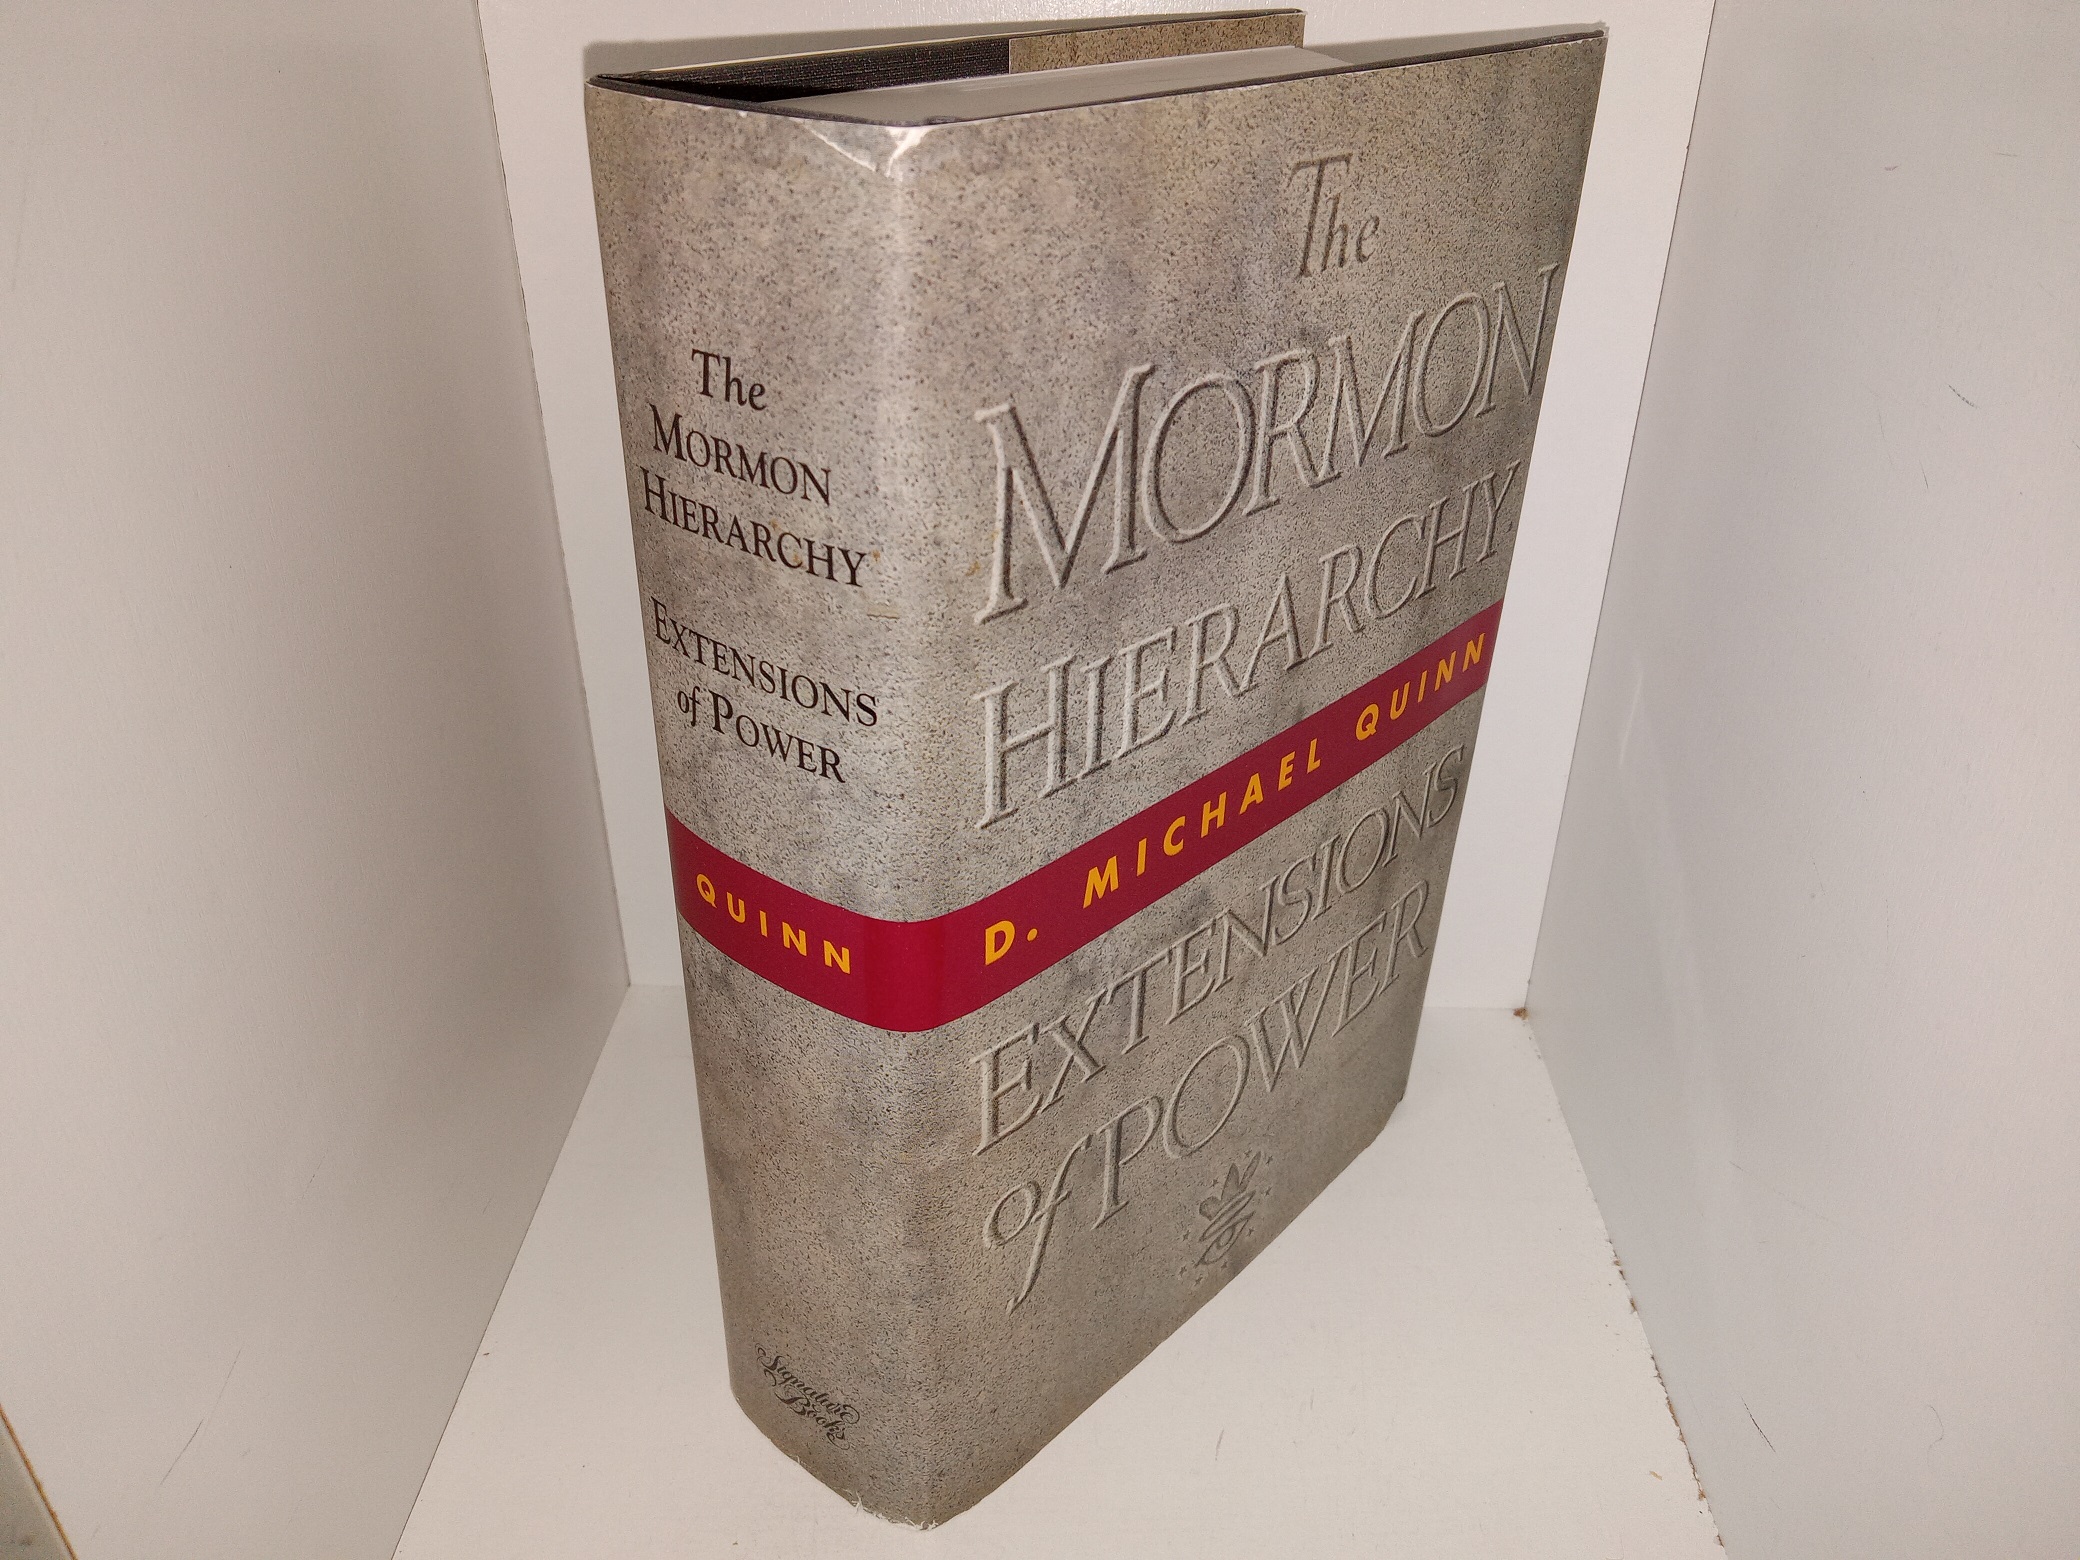 The
MORMON
HIERARCHY
EXTENSIONS
of POWER
QUINN
Signature
Books
The
MORMON
HIERARCHY
D. MICHAEL QUINN
EXTENSIONS
of POWER